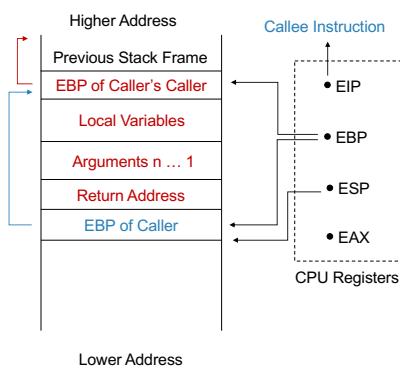 Higher Address
Callee Instruction
Previous Stack Frame
EBP of Caller's Caller
Local Variables
Arguments n … 1
Return Address
EBP of Caller
EIP
EBP
ESP
EAX
CPU Registers
Lower Address